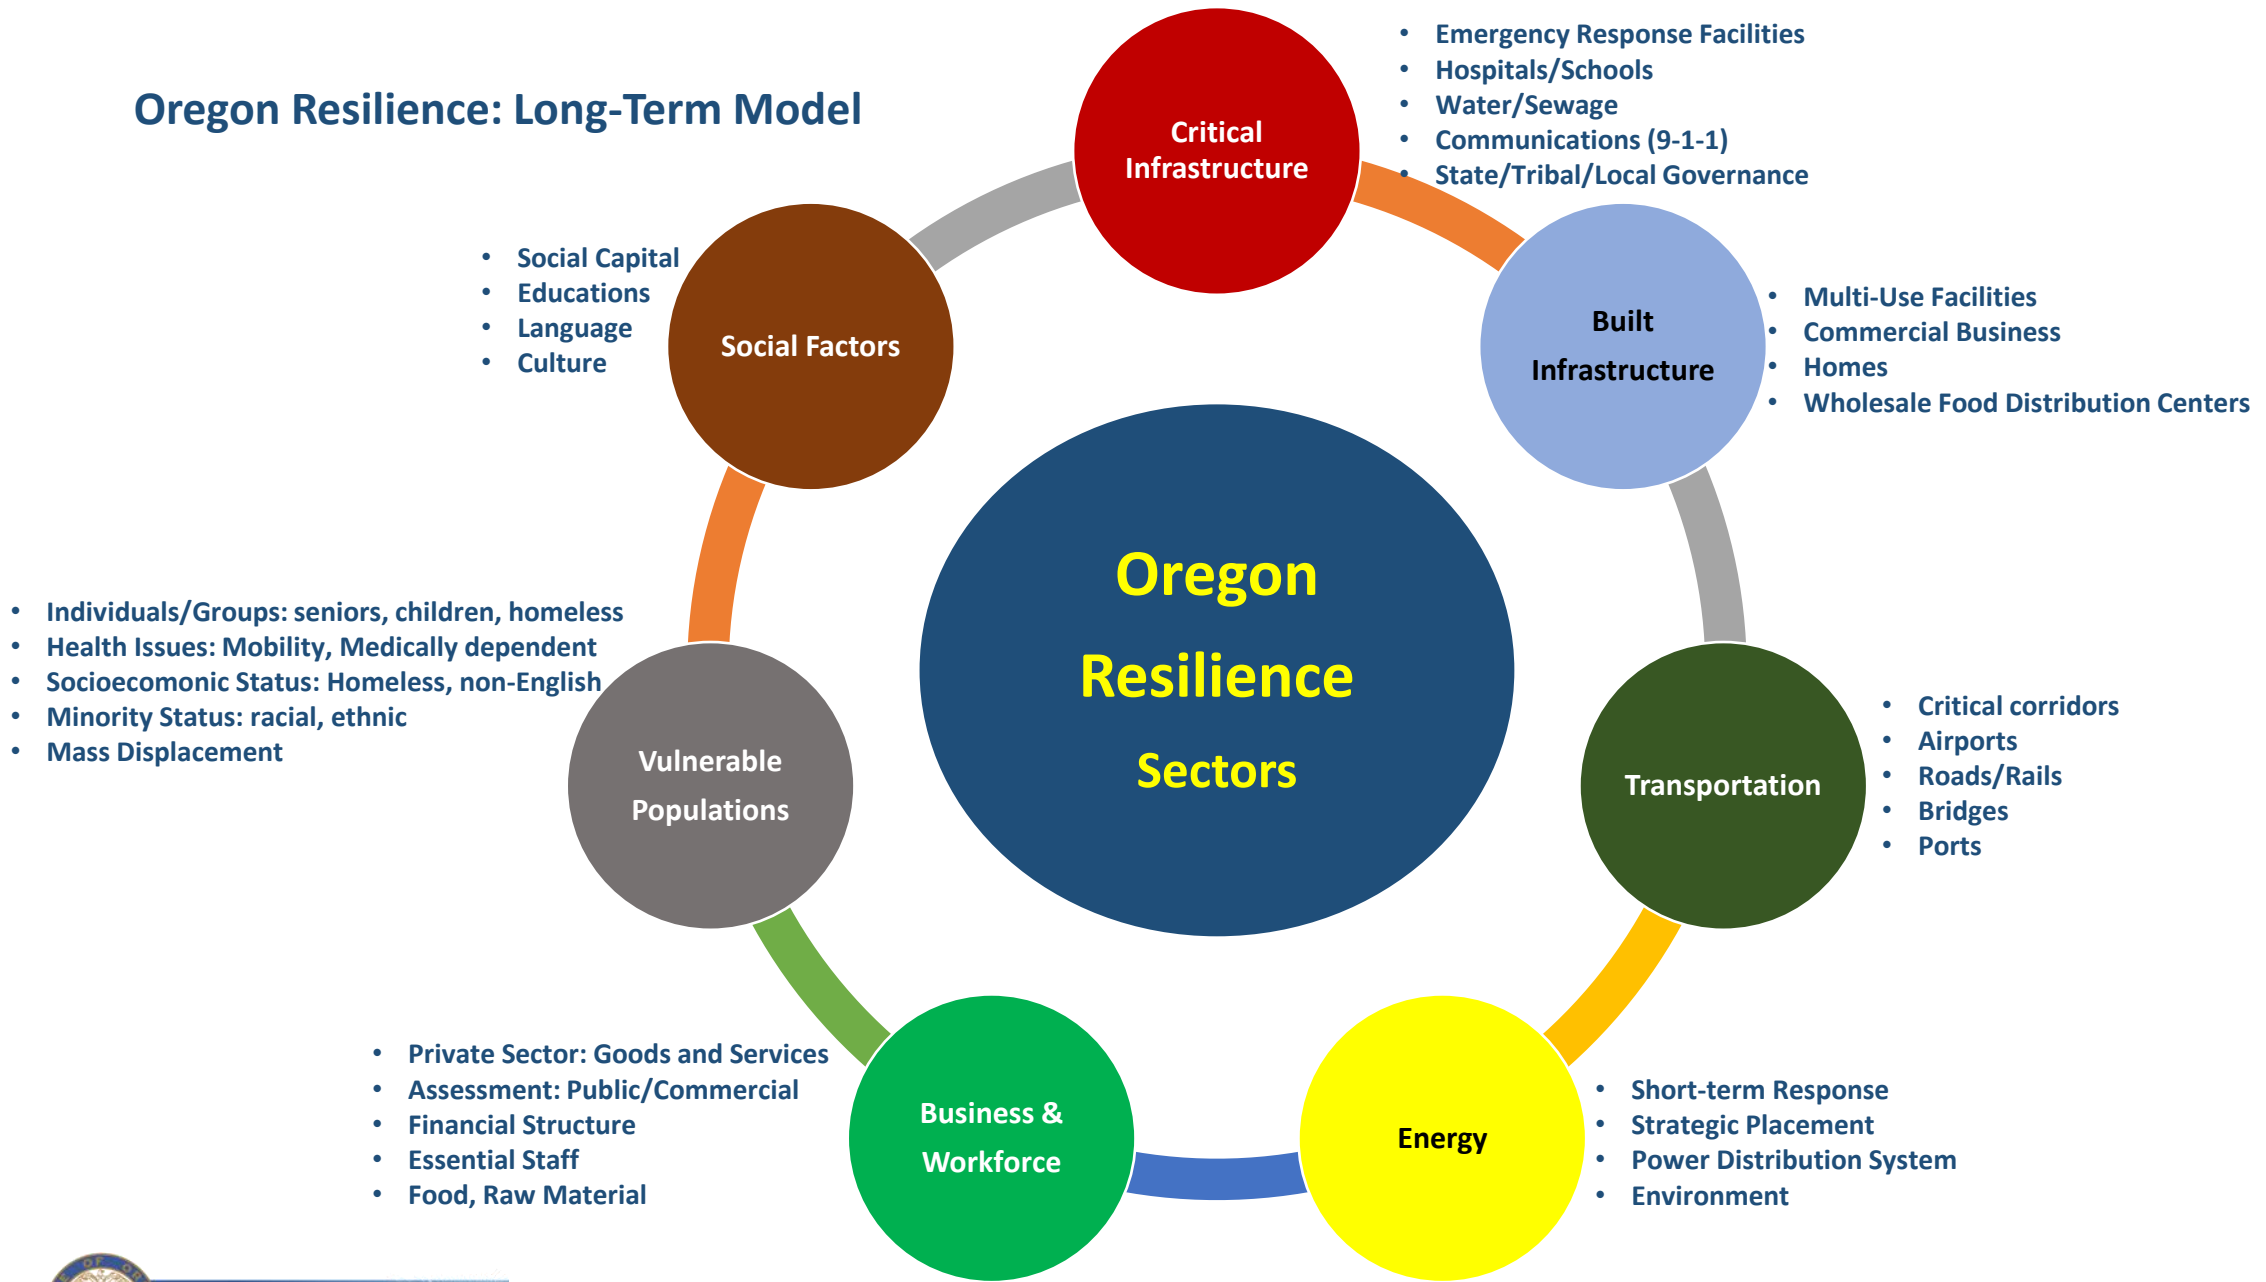 Oregon Resilience: Long-Term Model
Critical
Infrastructure
• Emergency Response Facilities
• Hospitals/Schools
• Water/Sewage
• Communications (9-1-1)
• State/Tribal/Local Governance
Built
Infrastructure
• Multi-Use Facilities
• Commercial Business
• Homes
• Wholesale Food Distribution Centers
Transportation
• Critical corridors
• Airports
• Roads/Rails
• Bridges
• Ports
Energy
• Short-term Response
• Strategic Placement
• Power Distribution System
• Environment
Business &
Workforce
• Private Sector: Goods and Services
• Assessment: Public/Commercial
• Financial Structure
• Essential Staff
• Food, Raw Material
Vulnerable
Populations
• Individuals/Groups: seniors, children, homeless
• Health Issues: Mobility, Medically dependent
• Socioecomonic Status: Homeless, non-English
• Minority Status: racial, ethnic
• Mass Displacement
Social Factors
• Social Capital
• Educations
• Language
• Culture
Oregon
Resilience
Sectors